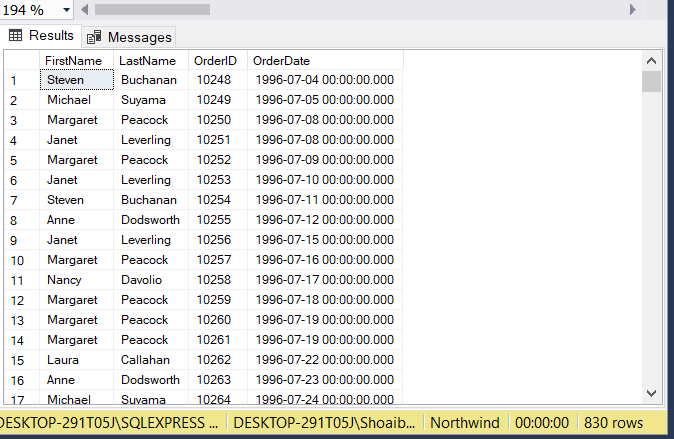 194 %
Results Messages
FirstName LastName OrderID OrderDate
1 Steven Buchanan 10248 1996-07-04 00:00:00.000
2 Michael Suyama 10249 1996-07-05 00:00:00.000
3 Margaret Peacock 10250 1996-07-08 00:00:00.000
4 Janet Leverling 10251 1996-07-08 00:00:00.000
5 Margaret Peacock 10252 1996-07-09 00:00:00.000
6 Janet Leverling 10253 1996-07-10 00:00:00.000
7 Steven Buchanan 10254 1996-07-11 00:00:00.000
8 Anne Dodsworth 10255 1996-07-12 00:00:00.000
9 Janet Leverling 10256 1996-07-15 00:00:00.000
10 Margaret Peacock 10257 1996-07-16 00:00:00.000
11 Nancy Davolio 10258 1996-07-17 00:00:00.000
12 Margaret Peacock 10259 1996-07-18 00:00:00.000
13 Margaret Peacock 10260 1996-07-19 00:00:00.000
14 Margaret Peacock 10261 1996-07-19 00:00:00.000
15 Laura Callahan 10262 1996-07-22 00:00:00.000
16 Anne Dodsworth 10263 1996-07-23 00:00:00.000
17 Michael Suyama 10264 1996-07-24 00:00:00.000
DESKTOP-291T05J\SQLEXPRESS ... DESKTOP-291T05J\Shoaib... Northwind 00:00:00 830 rows